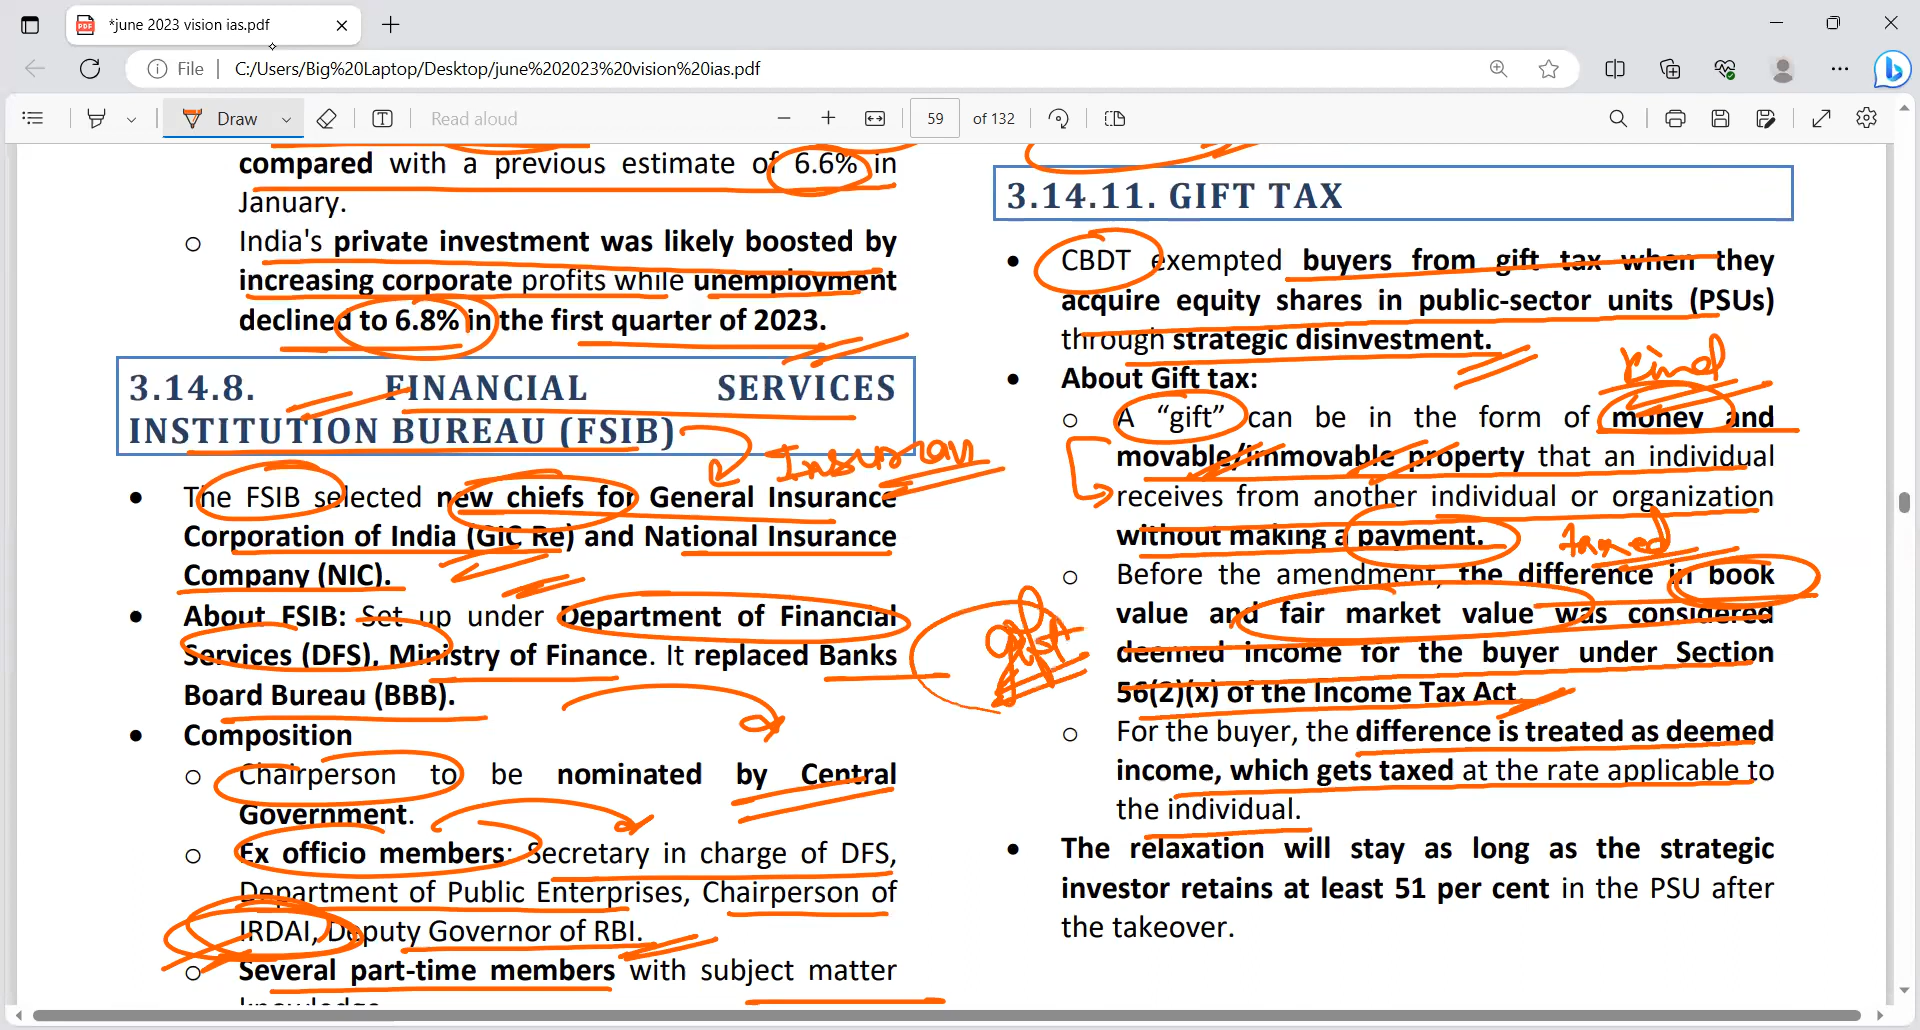 *june 2023 vision ias.pdf
File
C:/Users/Big%20Laptop/Desktop/june%202023%20vision%20ias.pdf
Draw
Read aloud
59 of 132
compared with a previous estimate of 6.6% in
January.
o India's private investment was likely boosted by
increasing corporate profits while unemployment
declined to 6.8% in the first quarter of 2023.
3.14.8. FINANCIAL SERVICES
INSTITUTION BUREAU (FSIB)
• The FSIB selected new chiefs for General Insurance
Corporation of India (GIC Re) and National Insurance
Company (NIC).
• About FSIB: Set up under Department of Financial
Services (DFS), Ministry of Finance. It replaced Banks
Board Bureau (BBB).
• Composition
o Chairperson to be nominated by Central
Government.
o Ex officio members: Secretary in charge of DFS,
Department of Public Enterprises, Chairperson of
IRDAI, Deputy Governor of RBI.
o Several part-time members with subject matter
knowledge
3.14.11. GIFT TAX
• CBDT exempted buyers from gift tax when they
acquire equity shares in public-sector units (PSUs)
through strategic disinvestment.
kind
• About Gift tax:
o A “gift” can be in the form of money and
movable/immovable property that an individual
receives from another individual or organization
without making a payment.
taxed
o Before the amendment, the difference in book
value and fair market value was considered
deemed income for the buyer under Section
56(2)(x) of the Income Tax Act.
o For the buyer, the difference is treated as deemed
income, which gets taxed at the rate applicable to
the individual.
• The relaxation will stay as long as the strategic
investor retains at least 51 per cent in the PSU after
the takeover.